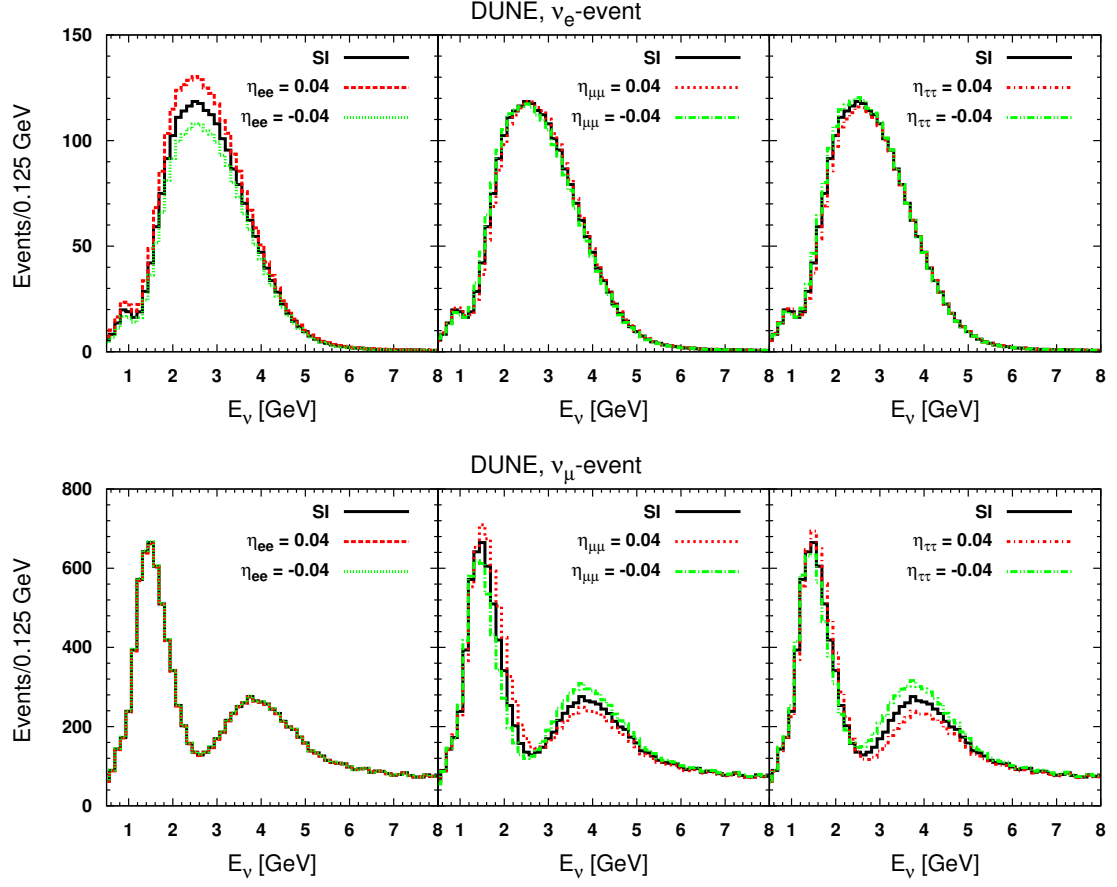 DUNE, νe-event
150
100
50
0
Events/0.125 GeV
SI
ηee = 0.04
ηee = -0.04
SI
ημμ = 0.04
ημμ = -0.04
SI
ηττ = 0.04
ηττ = -0.04
1 2 3 4 5 6 7 8 1 2 3 4 5 6 7 8 1 2 3 4 5 6 7 8
Eν [GeV] Eν [GeV] Eν [GeV]
DUNE, νμ-event
800
600
400
200
0
Events/0.125 GeV
SI
ηee = 0.04
ηee = -0.04
SI
ημμ = 0.04
ημμ = -0.04
SI
ηττ = 0.04
ηττ = -0.04
1 2 3 4 5 6 7 8 1 2 3 4 5 6 7 8 1 2 3 4 5 6 7 8
Eν [GeV] Eν [GeV] Eν [GeV]